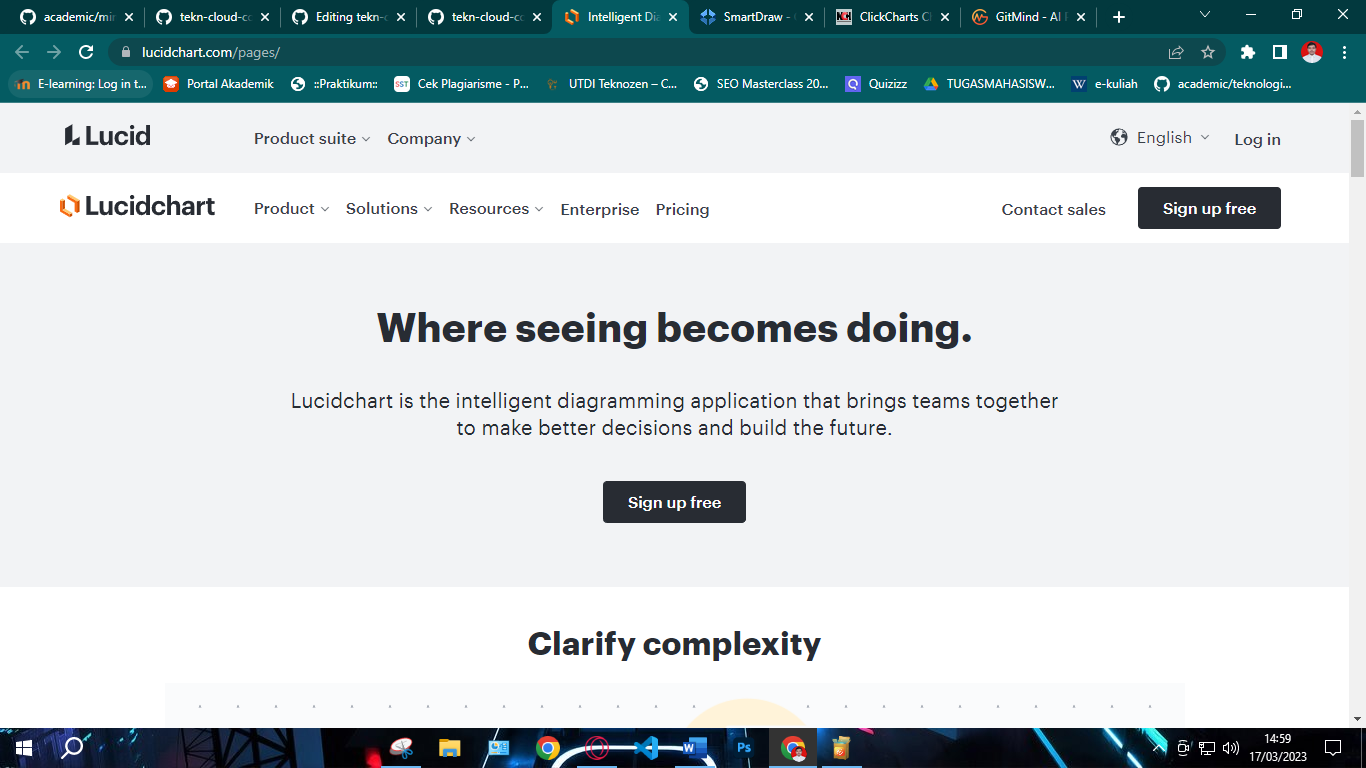 academic/mi
tekn-cloud-c
Editing tekn-
tekn-cloud-c
Intelligent Dia
SmartDraw -
ClickCharts C
GitMind - AI
lucidchart.com/pages/
E-learning: Log in t...
Portal Akademik
::Praktikum::
Cek Plagiarisme - P...
UTDI Teknozen – C...
SEO Masterclass 20...
Quizizz
TUGASMAHASISW...
e-kuliah
academic/teknologi...
Lucid
Product suite
Company
English
Log in
Lucidchart
Product
Solutions
Resources
Enterprise
Pricing
Contact sales
Sign up free
Where seeing becomes doing.
Lucidchart is the intelligent diagramming application that brings teams together
to make better decisions and build the future.
Sign up free
Clarify complexity
14:59
17/03/2023